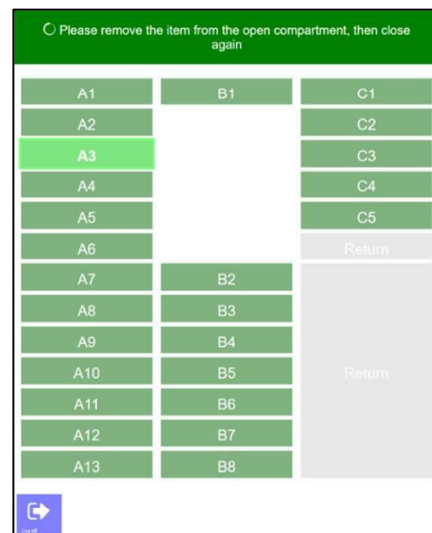 Please remove the item from the open compartment, then close
again
A1 B1 C1
A2 C2
A3 C3
A4 C4
A5 C5
A6 Return
A7 B2
A8 B3
A9 B4
A10 B5 Return
A11 B6
A12 B7
A13 B8